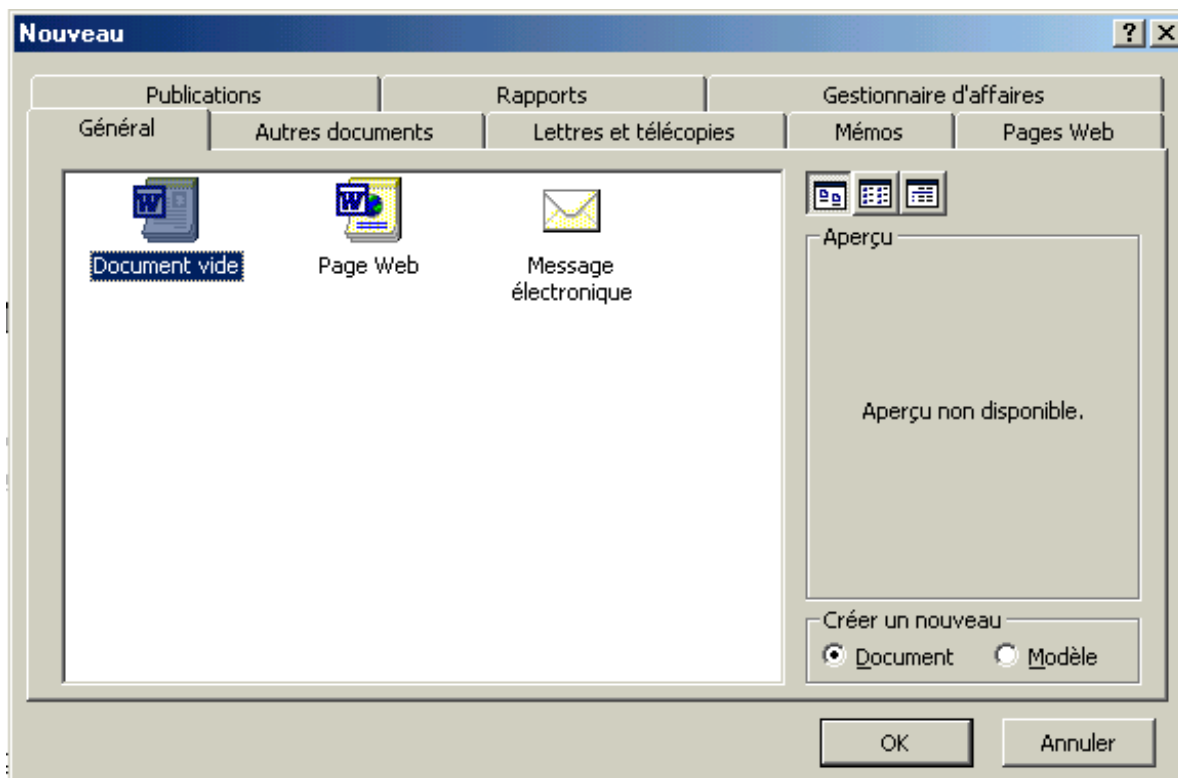 Nouveau
Publications Rapports Gestionnaire d'affaires
Général Autres documents Lettres et télécopies Mémos Pages Web
Document vide Page Web Message électronique
Aperçu
Aperçu non disponible.
Créer un nouveau
Document Modèle
OK Annuler